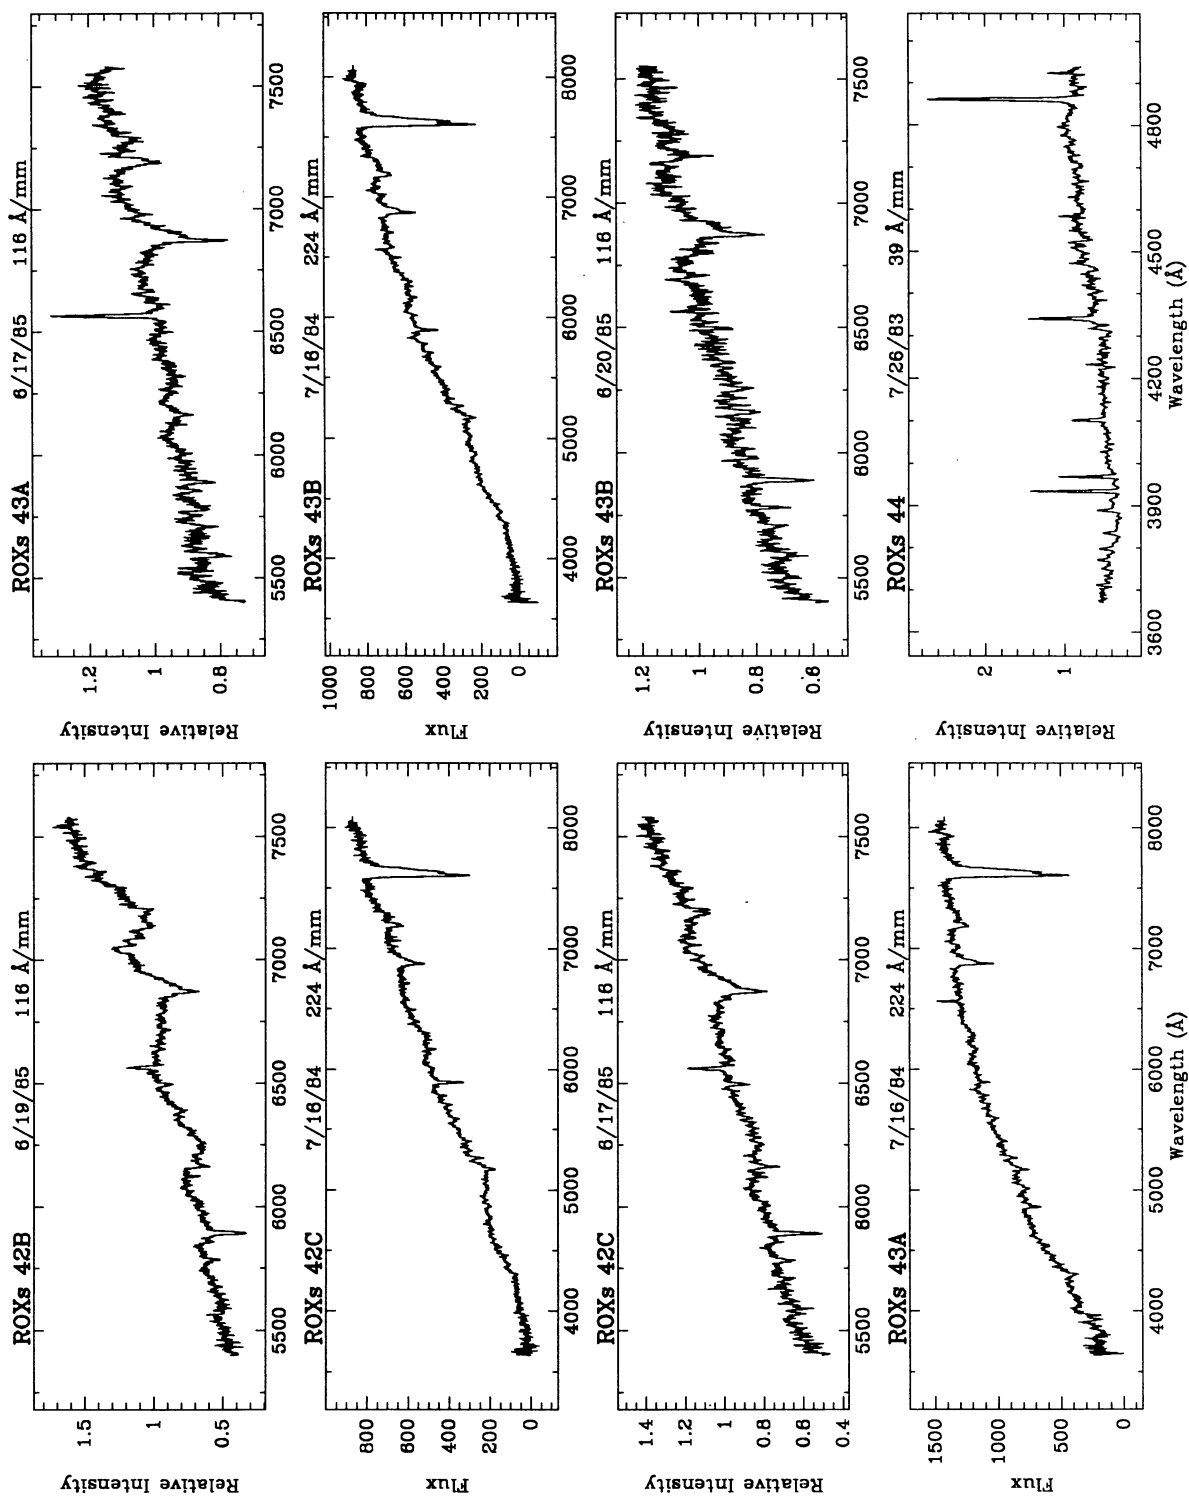 ROXs 42B 6/19/85 116 Å/mm
Relative Intensity
1.5
1
0.5
5500 6000 6500 7000 7500
ROXs 42C 7/16/84 224 Å/mm
Flux
800
600
400
200
0
4000 5000 6000 7000 8000
ROXs 42C 6/17/85 116 Å/mm
Relative Intensity
1.4
1.2
1
0.8
0.6
0.4
5500 6000 6500 7000 7500
ROXs 43A 7/16/84 224 Å/mm
Flux
1500
1000
500
0
4000 5000 6000 7000 8000
Wavelength (Å)
ROXs 43A 6/17/85 116 Å/mm
Relative Intensity
1.2
1
0.8
5500 6000 6500 7000 7500
ROXs 43B 7/16/84 224 Å/mm
Flux
1000
800
600
400
200
0
4000 5000 6000 7000 8000
ROXs 43B 6/20/85 116 Å/mm
Relative Intensity
1.2
1
0.8
0.6
5500 6000 6500 7000 7500
ROXs 44 7/26/83 39 Å/mm
Relative Intensity
2
1
3600 3900 4200 4500 4800
Wavelength (Å)